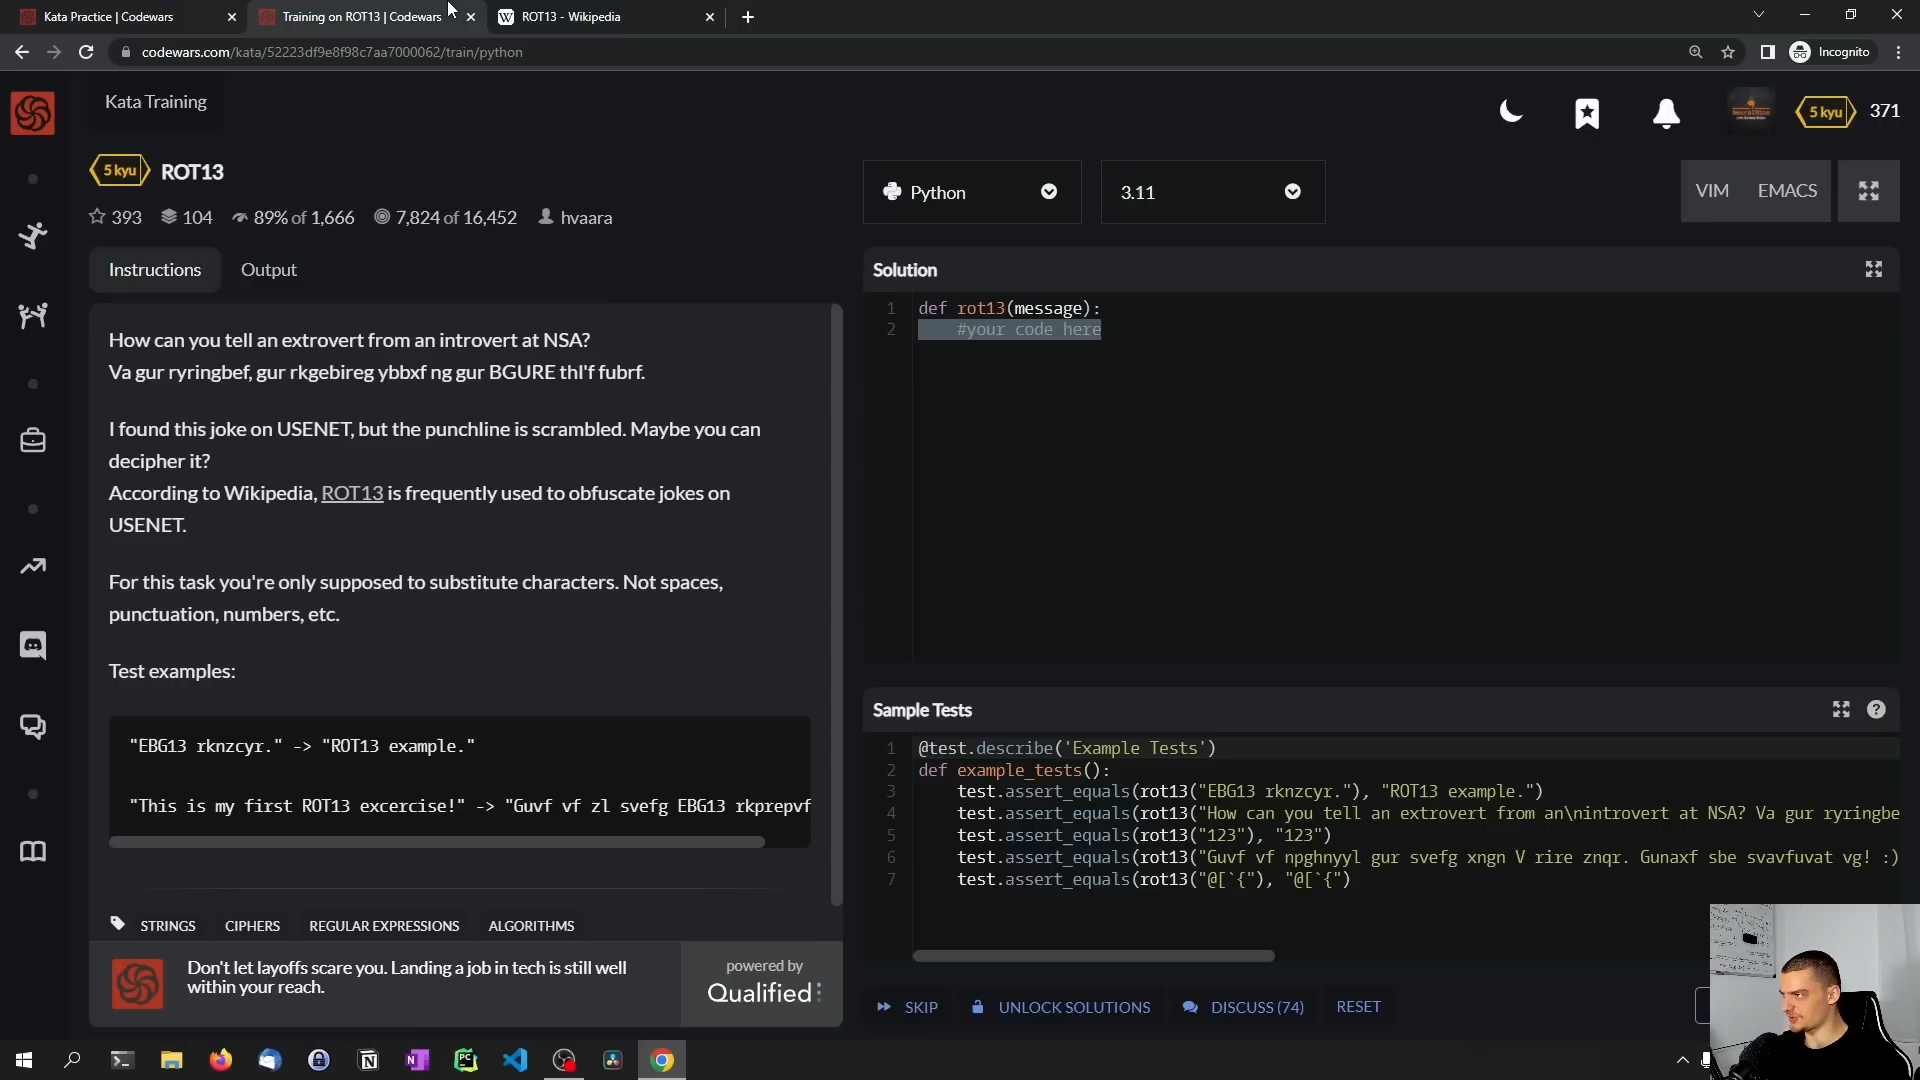 Kata Practice | Codewars
Training on ROT13 | Codewars
W ROT13 - Wikipedia
codewars.com/kata/52223df9e8f98c7aa7000062/train/python
Incognito
Kata Training
5 kyu
371
5 kyu ROT13
393 104 89% of 1,666 7,824 of 16,452 hvaara
Python
3.11
VIM EMACS
Instructions
Output
How can you tell an extrovert from an introvert at NSA?
Va gur ryringbef, gur rkgebireg ybbxf ng gur BGURE thl'f fubrf.
I found this joke on USENET, but the punchline is scrambled. Maybe you can
decipher it?
According to Wikipedia, ROT13 is frequently used to obfuscate jokes on
USENET.
For this task you're only supposed to substitute characters. Not spaces,
punctuation, numbers, etc.
Test examples:
"EBG13 rknzcyr." -> "ROT13 example."
"This is my first ROT13 excercise!" -> "Guvf vf zl svefg EBG13 rkprepvf
STRINGS CIPHERS REGULAR EXPRESSIONS ALGORITHMS
Don't let layoffs scare you. Landing a job in tech is still well
within your reach.
powered by
Qualified
Solution
1 def rot13(message):
2 #your code here
Sample Tests
1 @test.describe('Example Tests')
2 def example_tests():
3 test.assert_equals(rot13("EBG13 rknzcyr."), "ROT13 example.")
4 test.assert_equals(rot13("How can you tell an extrovert from an\nintrovert at NSA? Va gur ryringbe
5 test.assert_equals(rot13("123"), "123")
6 test.assert_equals(rot13("Guvf vf npghnyyl gur svefg xngn V rire znqr. Gunaxf sbe svavfuvat vg! :)
7 test.assert_equals(rot13("@[`{"), "@[`{")
SKIP
UNLOCK SOLUTIONS
DISCUSS (74)
RESET